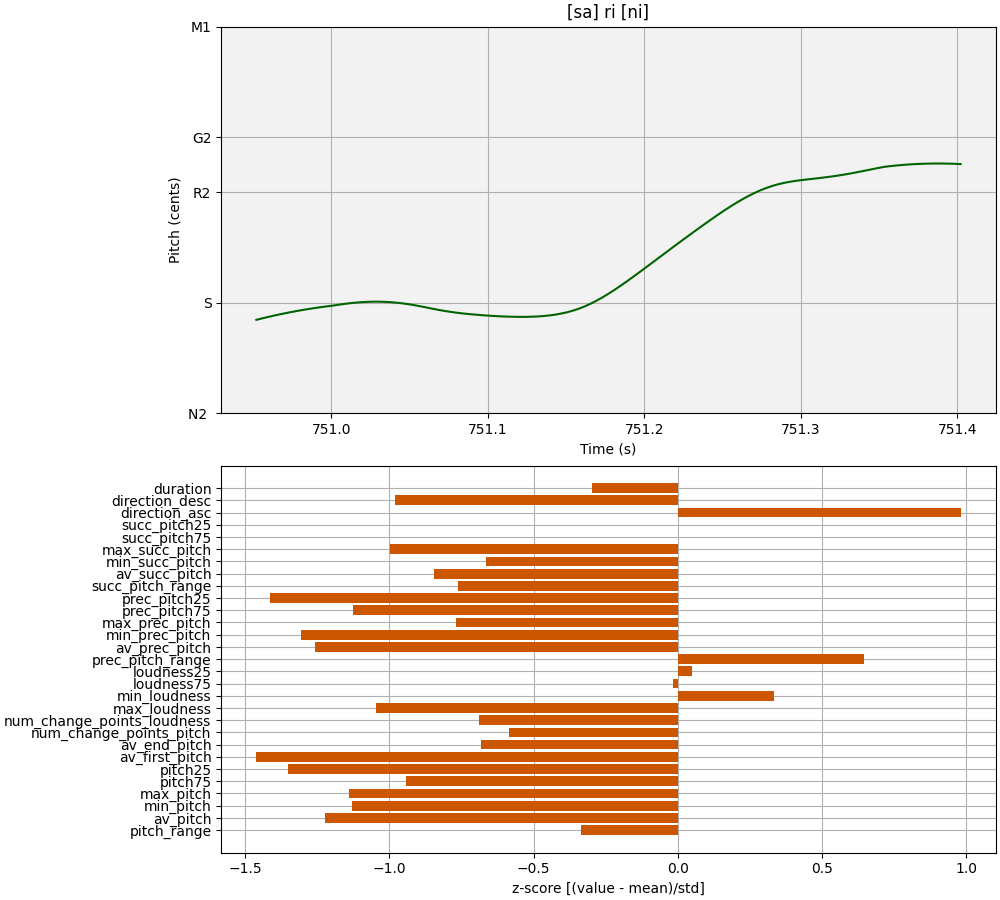 [sa] ri [ni]
M1
G2
R2
S
N2
Pitch (cents)
751.0 751.1 751.2 751.3 751.4
Time (s)
duration
direction_desc
direction_asc
succ_pitch25
succ_pitch75
max_succ_pitch
min_succ_pitch
av_succ_pitch
succ_pitch_range
prec_pitch25
prec_pitch75
max_prec_pitch
min_prec_pitch
av_prec_pitch
prec_pitch_range
loudness25
loudness75
min_loudness
max_loudness
num_change_points_loudness
num_change_points_pitch
av_end_pitch
av_first_pitch
pitch25
pitch75
max_pitch
min_pitch
av_pitch
pitch_range
−1.5 −1.0 −0.5 0.0 0.5 1.0
z-score [(value - mean)/std]